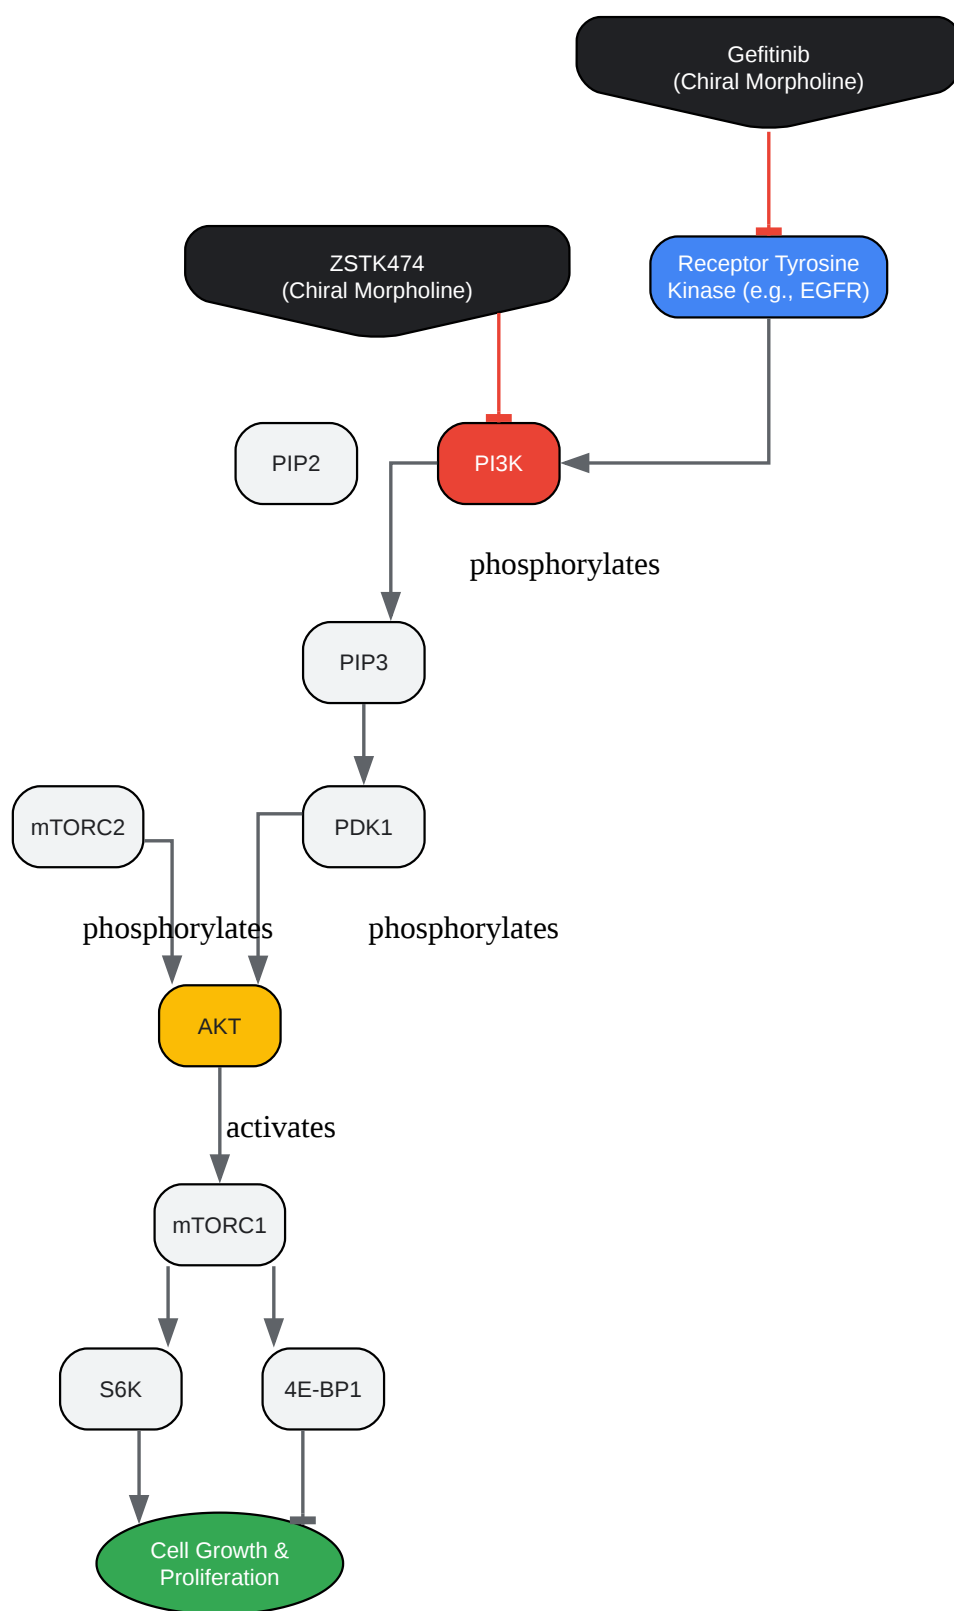 Gefitinib
(Chiral Morpholine)
ZSTK474
(Chiral Morpholine)
Receptor Tyrosine
Kinase (e.g., EGFR)
PIP2
PI3K
phosphorylates
PIP3
mTORC2
PDK1
phosphorylates
phosphorylates
AKT
activates
mTORC1
S6K
4E-BP1
Cell Growth &
Proliferation